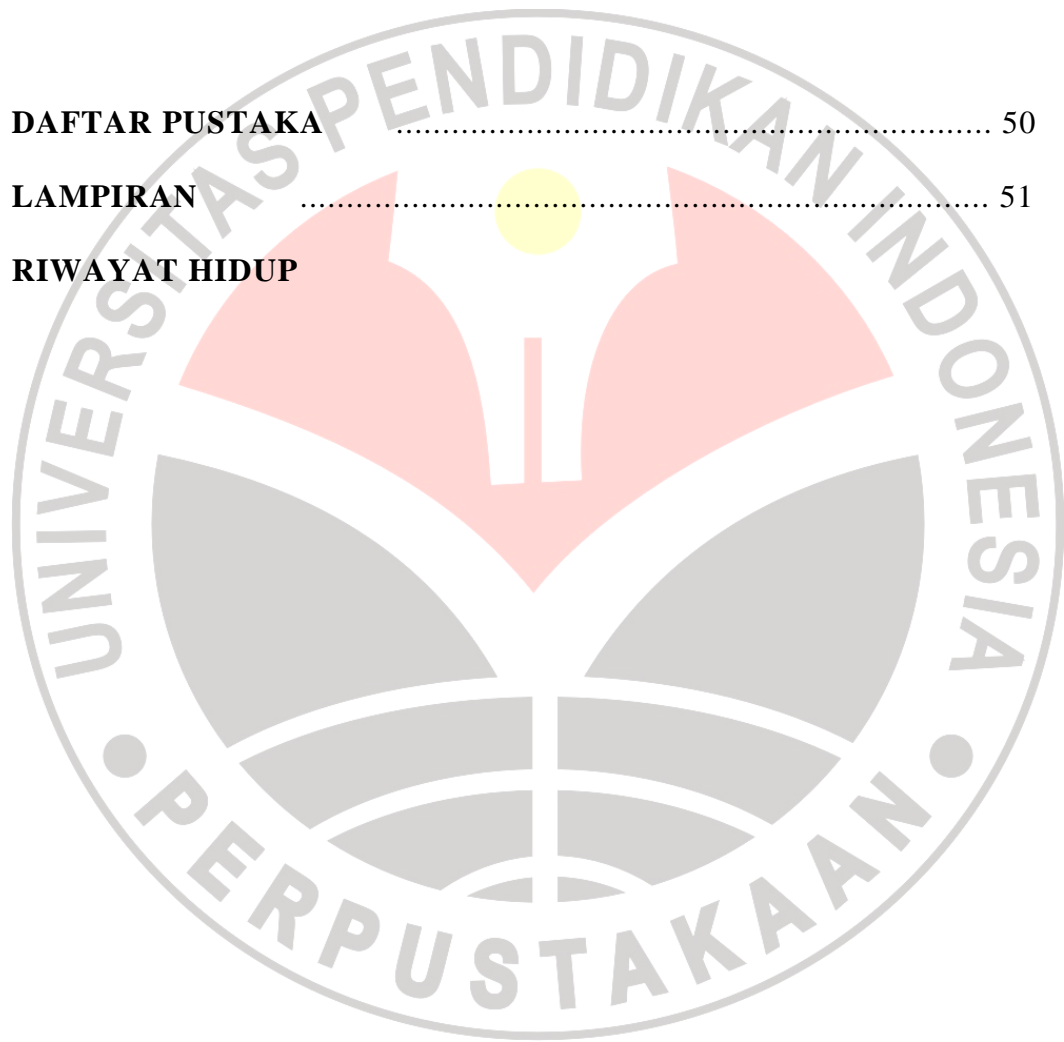 DAFTAR PUSTAKA ................................................................. 50
LAMPIRAN ........................................................................... 51
RIWAYAT HIDUP
UNIVERSITAS PENDIDIKAN INDONESIA
PERPUSTAKAAN